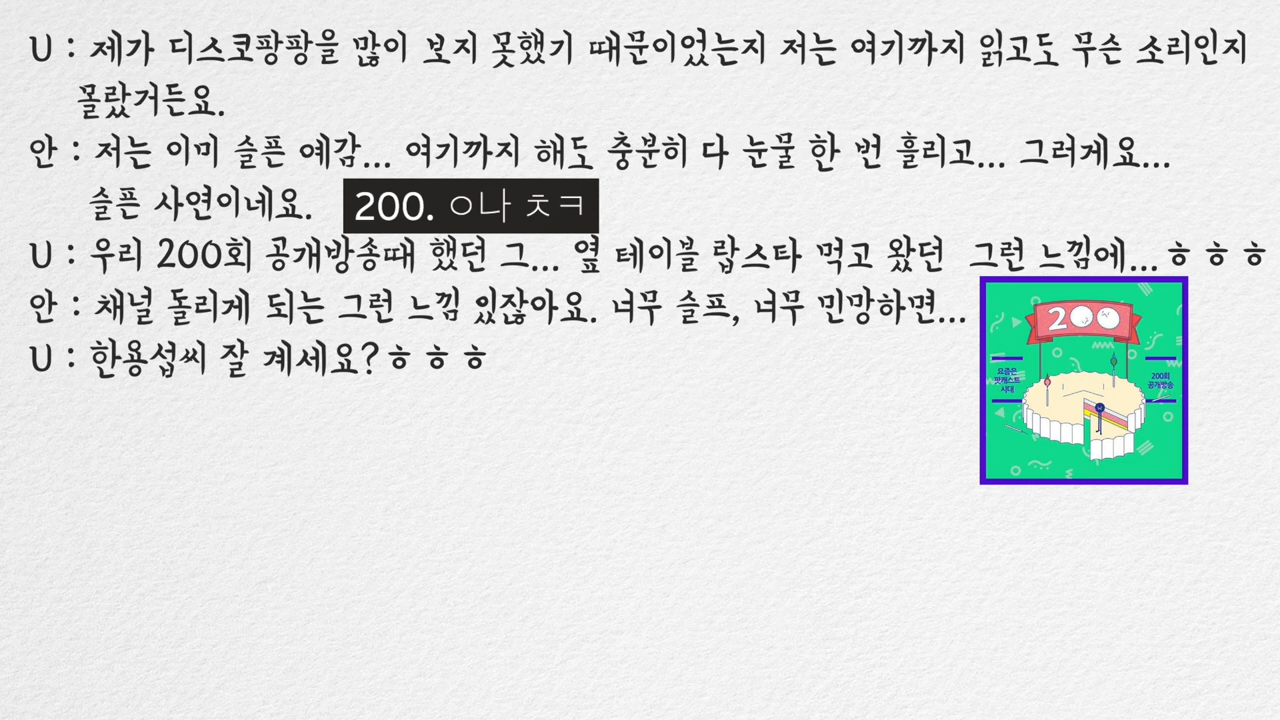 U : 제가 디스코팡팡을 많이 보지 못했기 때문이었는지 저는 여기까지 읽고도 무슨 소리인지
몰랐거든요.
안 : 저는 이미 슬픈 예감... 여기까지 해도 충분히 다 눈물 한 번 흘리고... 그러게요...
슬픈 사연이네요.
200. ㅇ나 ㅊㅋ
U : 우리 200회 공개방송때 했던 그... 옆 테이블 랍스타 먹고 왔던 그런 느낌에... ㅎ ㅎ ㅎ
안 : 채널 돌리게 되는 그런 느낌 있잖아요. 너무 슬프, 너무 민망하면...
U : 한용섭씨 잘 계세요? ㅎ ㅎ ㅎ
200
요즘은
팟캐스트
시대
200회
공개방송